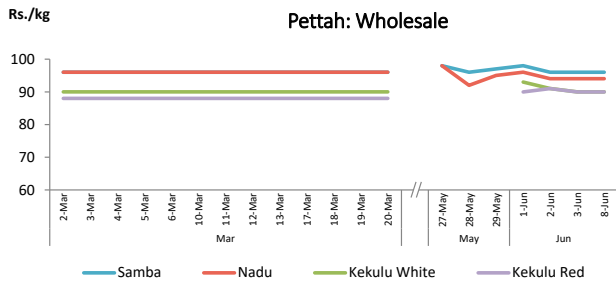 Rs./kg
Pettah: Wholesale
100
90
80
70
60
2-Mar
3-Mar
4-Mar
5-Mar
6-Mar
10-Mar
11-Mar
12-Mar
13-Mar
17-Mar
18-Mar
19-Mar
20-Mar
//
27-May
28-May
29-May
1-Jun
2-Jun
3-Jun
8-Jun
Mar May Jun
Samba Nadu Kekulu White Kekulu Red